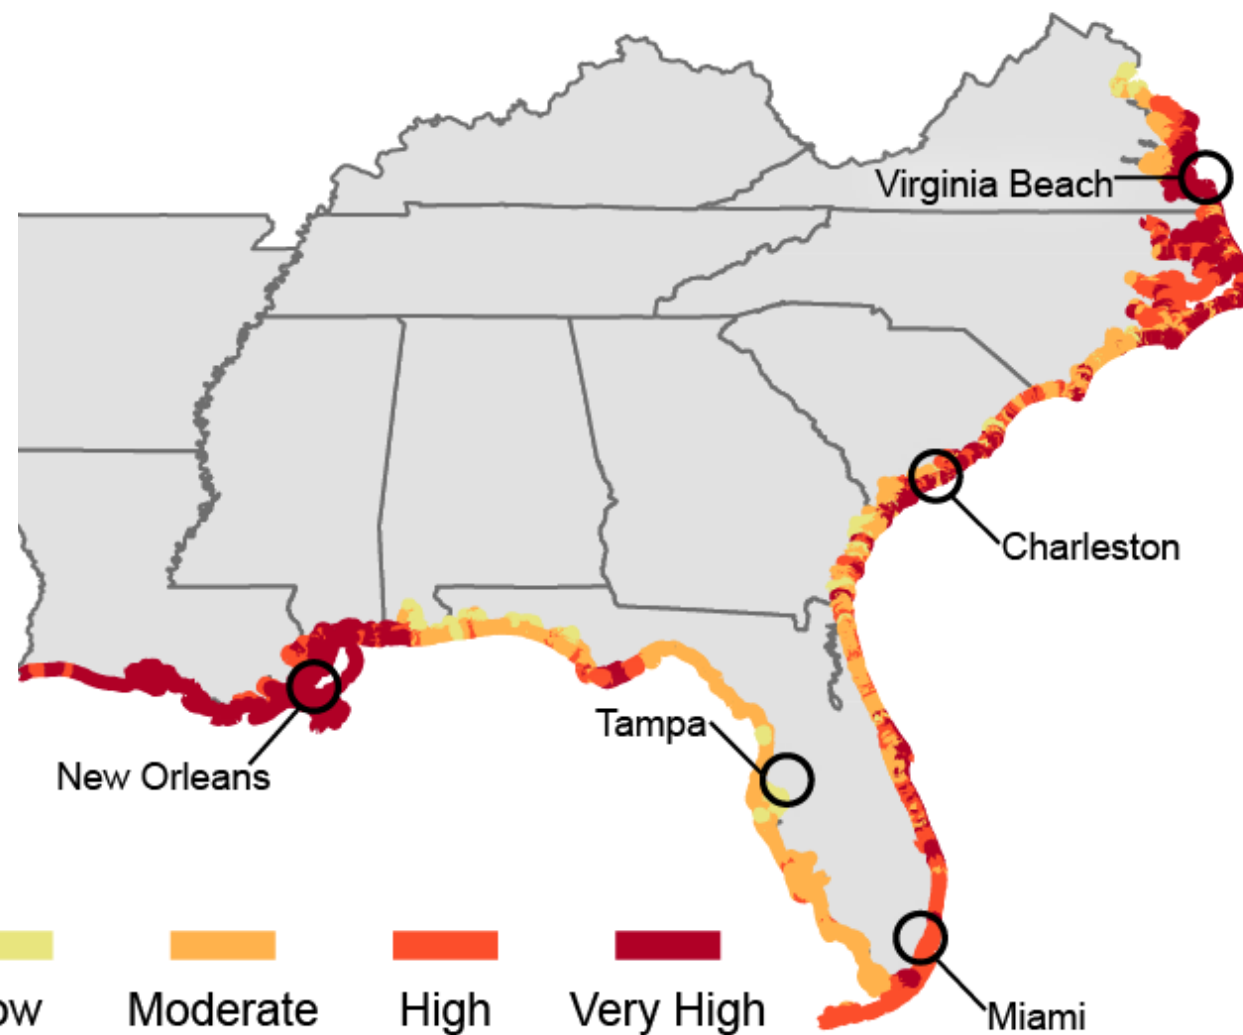 Virginia Beach
Charleston
Tampa
New Orleans
Moderate High Very High
Miami